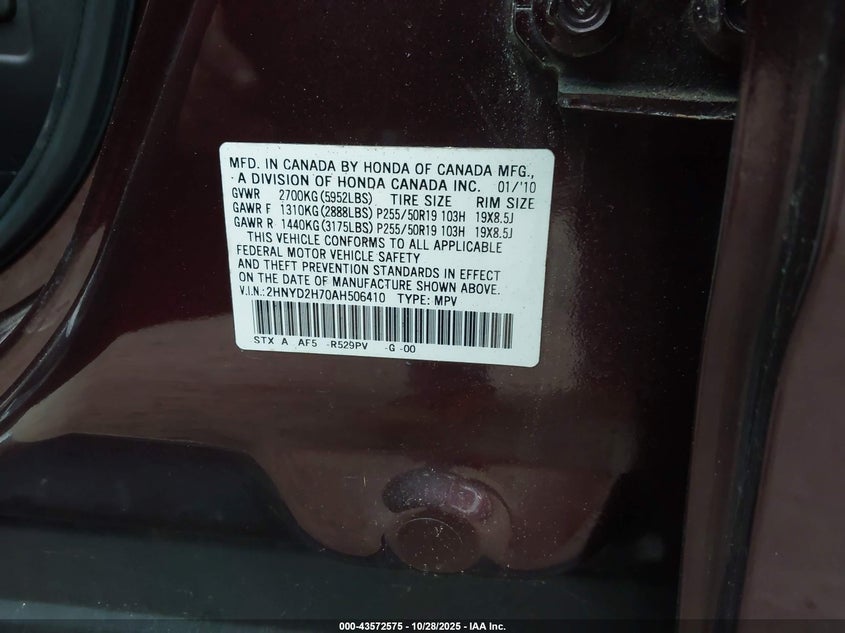 MFD. IN CANADA BY HONDA OF CANADA MFG.,
A DIVISION OF HONDA CANADA INC. 01/'10
GVWR 2700KG(5952LBS) TIRE SIZE RIM SIZE
GAWR F 1310KG(2888LBS) P255/50R19 103H 19X8.5J
GAWR R 1440KG(3175LBS) P255/50R19 103H 19X8.5J
THIS VEHICLE CONFORMS TO ALL APPLICABLE
FEDERAL MOTOR VEHICLE SAFETY
AND THEFT PREVENTION STANDARDS IN EFFECT
ON THE DATE OF MANUFACTURE SHOWN ABOVE.
V.I.N.: 2HNYD2H70AH506410 TYPE: MPV
STX A AF5 -R529PV -G -00
000-43572575 | 10/28/2025 - IAA Inc.